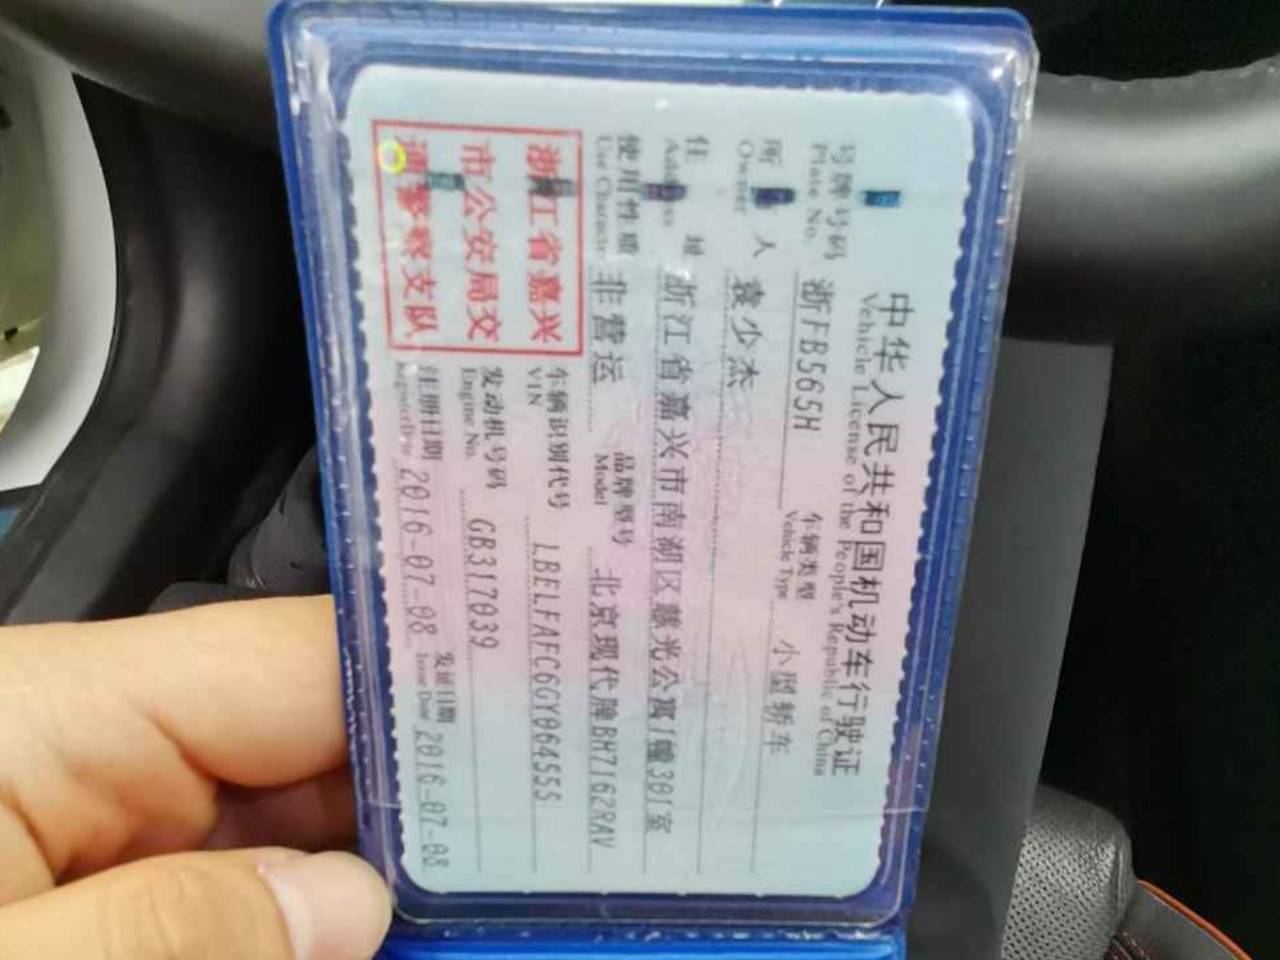 中华人民共和国机动车行驶证
Vehicle License of the People's Republic of China
号牌号码 浙FB565H 车辆类型 小型轿车
Plate No. Vehicle Type
所 人 袁少杰
Owner
住 址 浙江省嘉兴市南湖区慈光公寓1幢301室
使用性质 非营运 品牌型号 北京现代牌BH7162RAV
Use Character Model
浙江省嘉兴
市公安局交
通警察支队
车辆识别代号 LBELFAFC6GY064555
VIN
发动机号码 GB317039
Engine No.
注册日期 2016-07-08 发证日期 2016-07-08
Register Date Issue Date